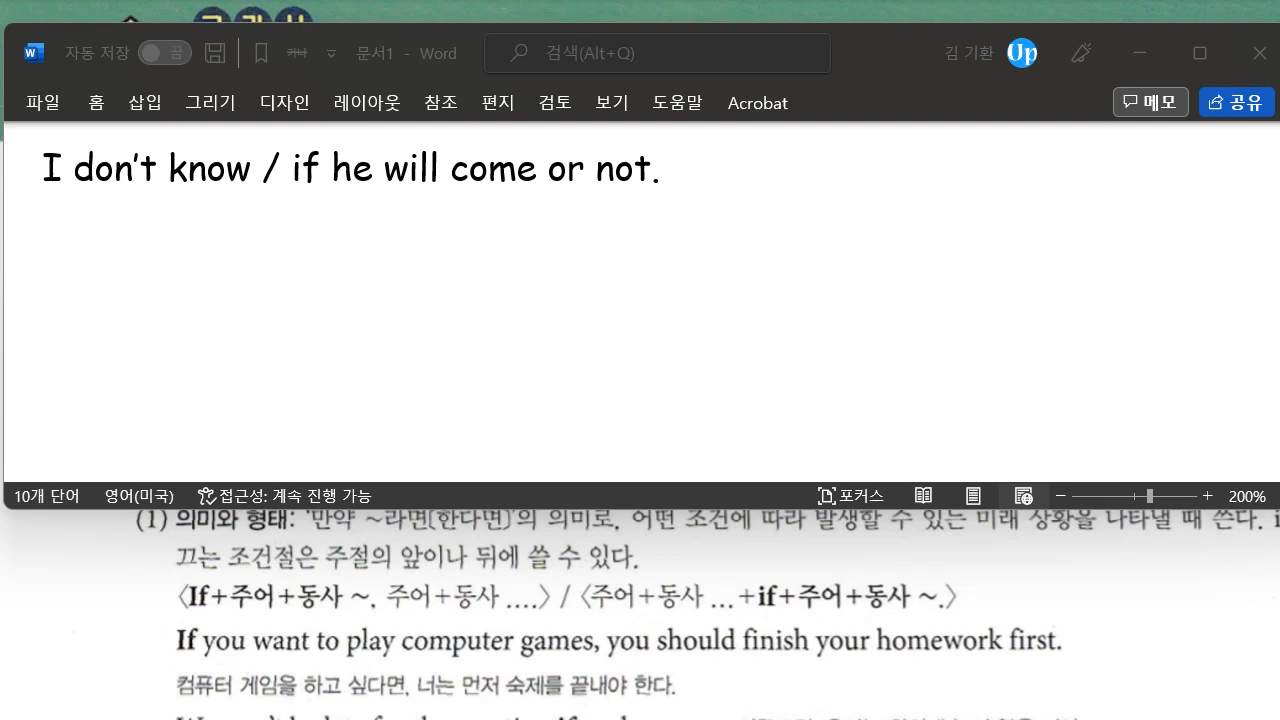 그래서
자동 저장 끔 가나 문서1 - Word 검색(Alt+Q) 김 기환 Up
파일 홈 삽입 그리기 디자인 레이아웃 참조 편지 검토 보기 도움말 Acrobat 메모 공유
I don't know / if he will come or not.
10개 단어 영어(미국) 접근성: 계속 진행 가능 포커스 200%
(1) 의미와 형태: '만약 ~라면[한다면]'의 의미로, 어떤 조건에 따라 발생할 수 있는 미래 상황을 나타낼 때 쓴다.
끄는 조건절은 주절의 앞이나 뒤에 쓸 수 있다.
〈If+주어+동사 ~, 주어+동사 ....〉 / 〈주어+동사 ...+if+주어+동사 ~.〉
If you want to play computer games, you should finish your homework first.
컴퓨터 게임을 하고 싶다면, 너는 먼저 숙제를 끝내야 한다.